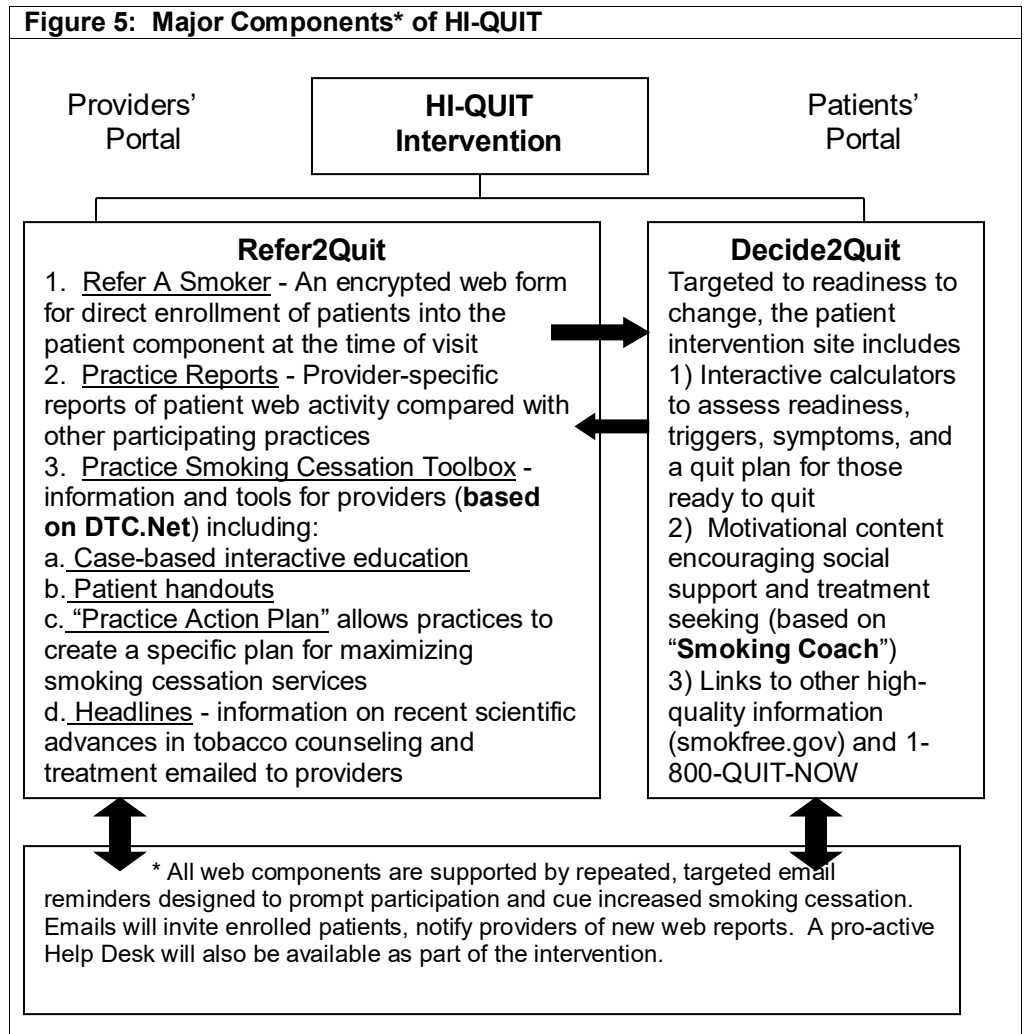 Figure 5:  Major Components* of HI-QUIT
Providers’
Portal
HI-QUIT
Intervention
Patients’
Portal
Refer2Quit
1.  Refer A Smoker - An encrypted web form
for direct enrollment of patients into the
patient component at the time of visit
2.  Practice Reports - Provider-specific
reports of patient web activity compared with
other participating practices
3.  Practice Smoking Cessation Toolbox -
information and tools for providers (based
on DTC.Net) including:
a. Case-based interactive education
b. Patient handouts
c. “Practice Action Plan” allows practices to
create a specific plan for maximizing
smoking cessation services
d. Headlines - information on recent scientific
advances in tobacco counseling and
treatment emailed to providers
Decide2Quit
Targeted to readiness to
change, the patient
intervention site includes
1) Interactive calculators
to assess readiness,
triggers, symptoms, and
a quit plan for those
ready to quit
2)  Motivational content
encouraging social
support and treatment
seeking (based on
“Smoking Coach”)
3) Links to other high-
quality information
(smokfree.gov) and 1-
800-QUIT-NOW
* All web components are supported by repeated, targeted email
reminders designed to prompt participation and cue increased smoking cessation.
Emails will invite enrolled patients, notify providers of new web reports.  A pro-active
Help Desk will also be available as part of the intervention.